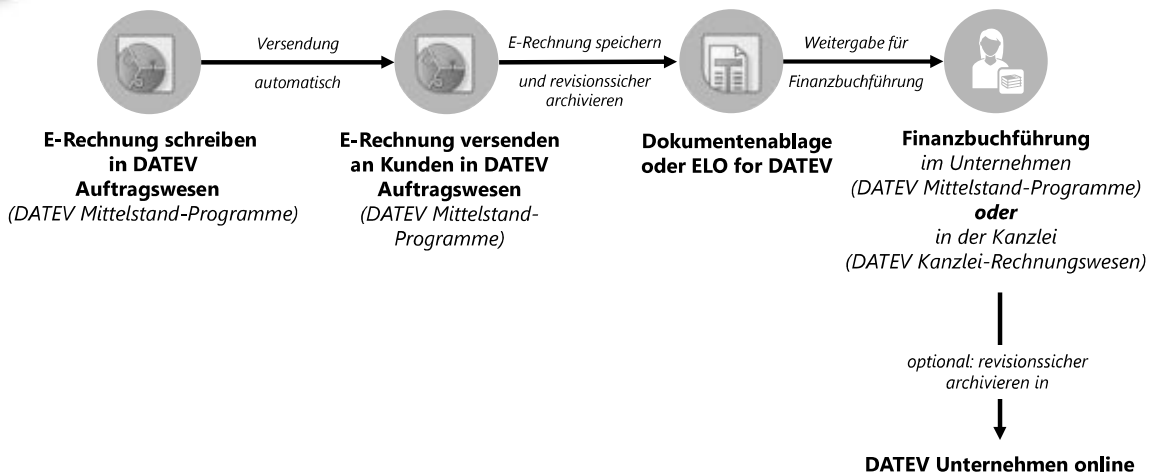 Versendung
automatisch
E-Rechnung speichern
und revisionssicher
archivieren
Weitergabe für
Finanzbuchführung
E-Rechnung schreiben
in DATEV
Auftragswesen
(DATEV Mittelstand-Programme)
E-Rechnung versenden
an Kunden in DATEV
Auftragswesen
(DATEV Mittelstand-
Programme)
Dokumentenablage
oder ELO for DATEV
Finanzbuchführung
im Unternehmen
(DATEV Mittelstand-Programme)
oder
in der Kanzlei
(DATEV Kanzlei-Rechnungswesen)
optional: revisionssicher
archivieren in
DATEV Unternehmen online